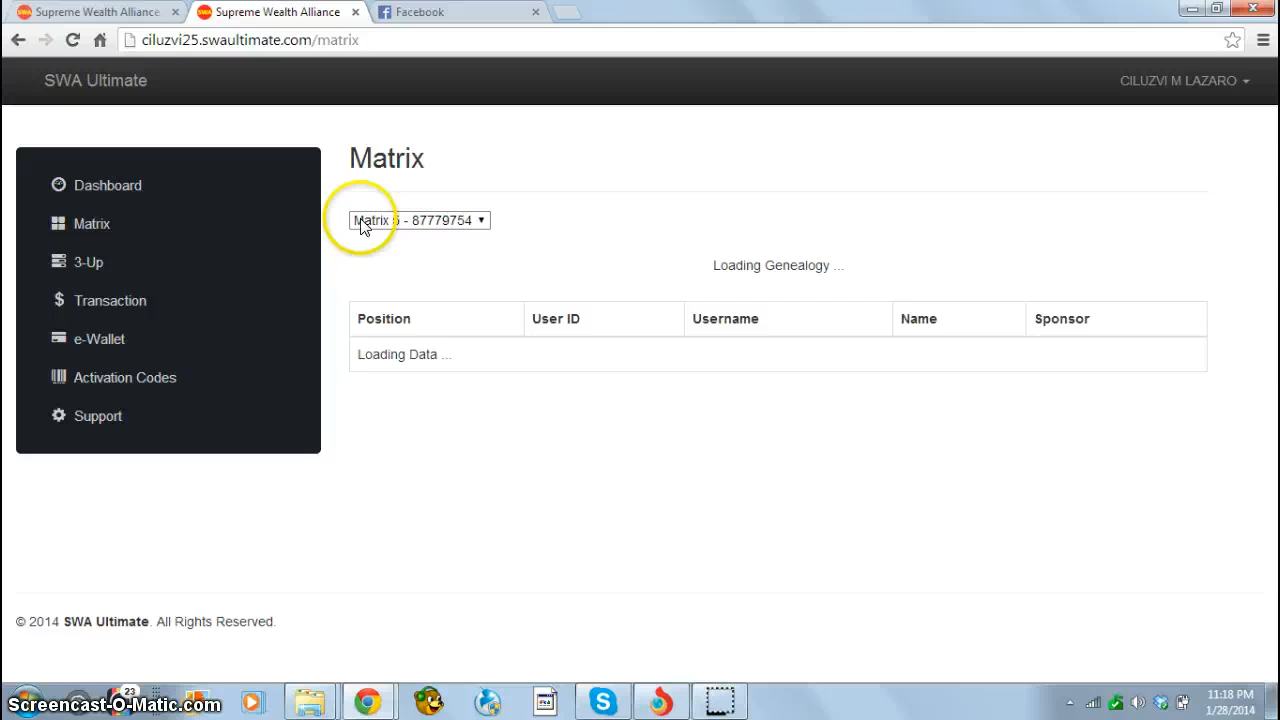 Supreme Wealth Alliance
Supreme Wealth Alliance
Facebook
ciluzvi25.swaultimate.com/matrix
SWA Ultimate
CILUZVI M LAZARO
Dashboard
Matrix
3-Up
Transaction
e-Wallet
Activation Codes
Support
Matrix
Matrix 5 - 87779754
Loading Genealogy ...
Position User ID Username Name Sponsor
Loading Data ...
© 2014 SWA Ultimate. All Rights Reserved.
23
Screencast-O-Matic.com
11:18 PM
1/28/2014